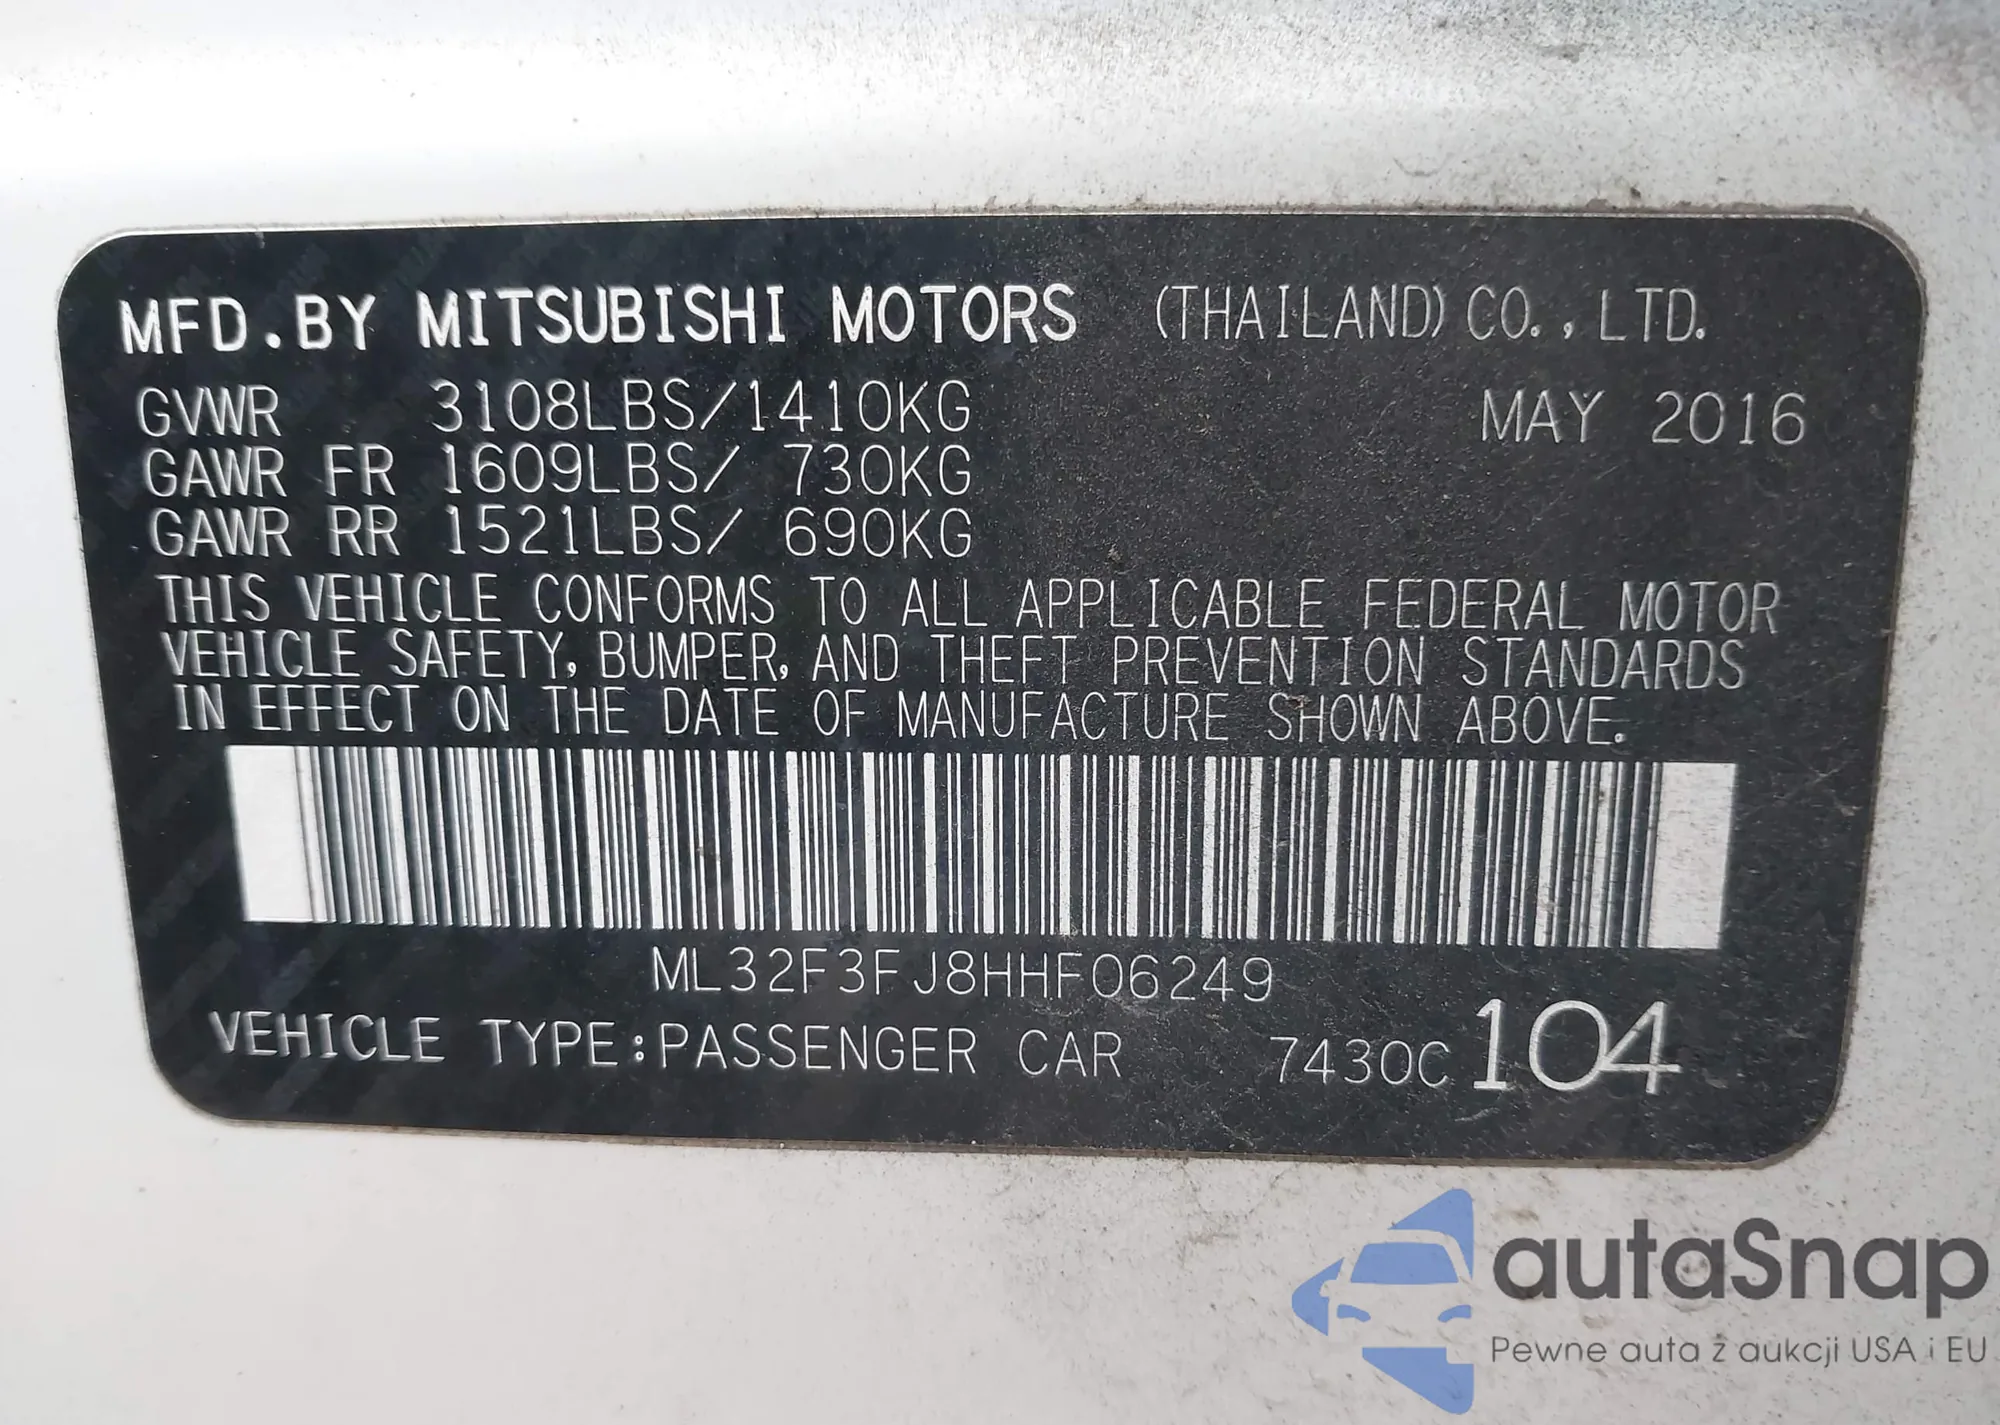 MFD.BY MITSUBISHI MOTORS (THAILAND) CO., LTD.
GVWR 3108LBS/1410KG MAY 2016
GAWR FR 1609LBS/ 730KG
GAWR RR 1521LBS/ 690KG
THIS VEHICLE CONFORMS TO ALL APPLICABLE FEDERAL MOTOR
VEHICLE SAFETY, BUMPER, AND THEFT PREVENTION STANDARDS
IN EFFECT ON THE DATE OF MANUFACTURE SHOWN ABOVE.
ML32F3FJ8HHF06249
VEHICLE TYPE:PASSENGER CAR 7430C 104
autaSnap
Pewne auta z aukcji USA i EU